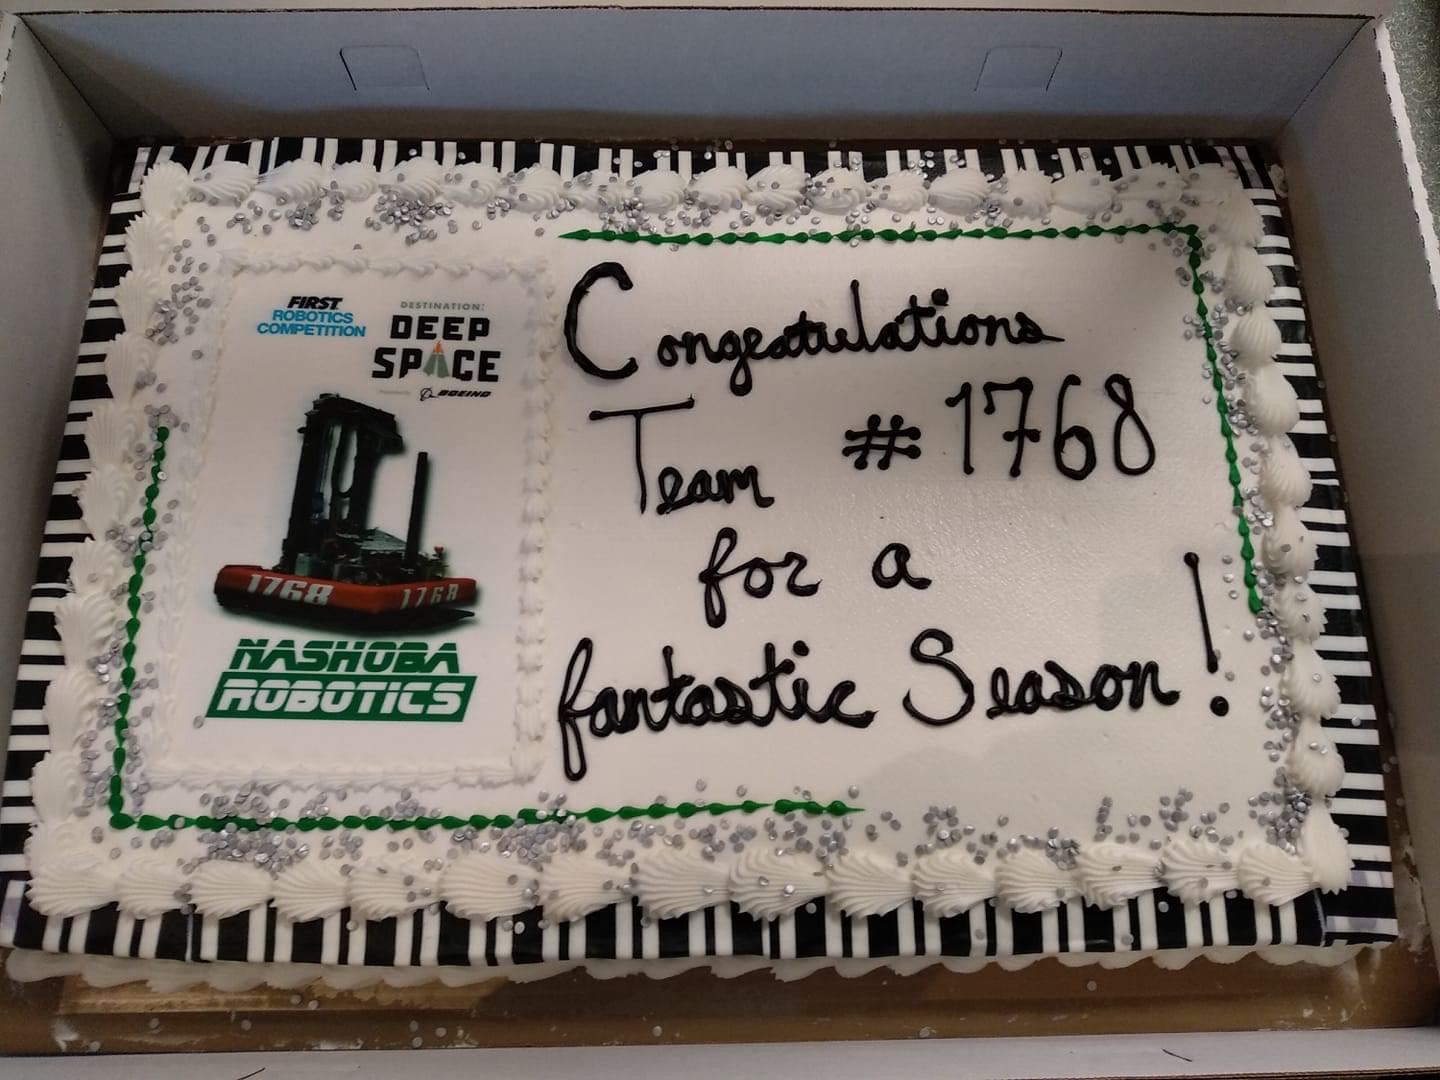 FIRST
ROBOTICS
COMPETITION
DESTINATION:
DEEP
SPACE
BOEING
1768 1768
NASHOBA
ROBOTICS
Congratulations
Team #1768
for a
fantastic Season!